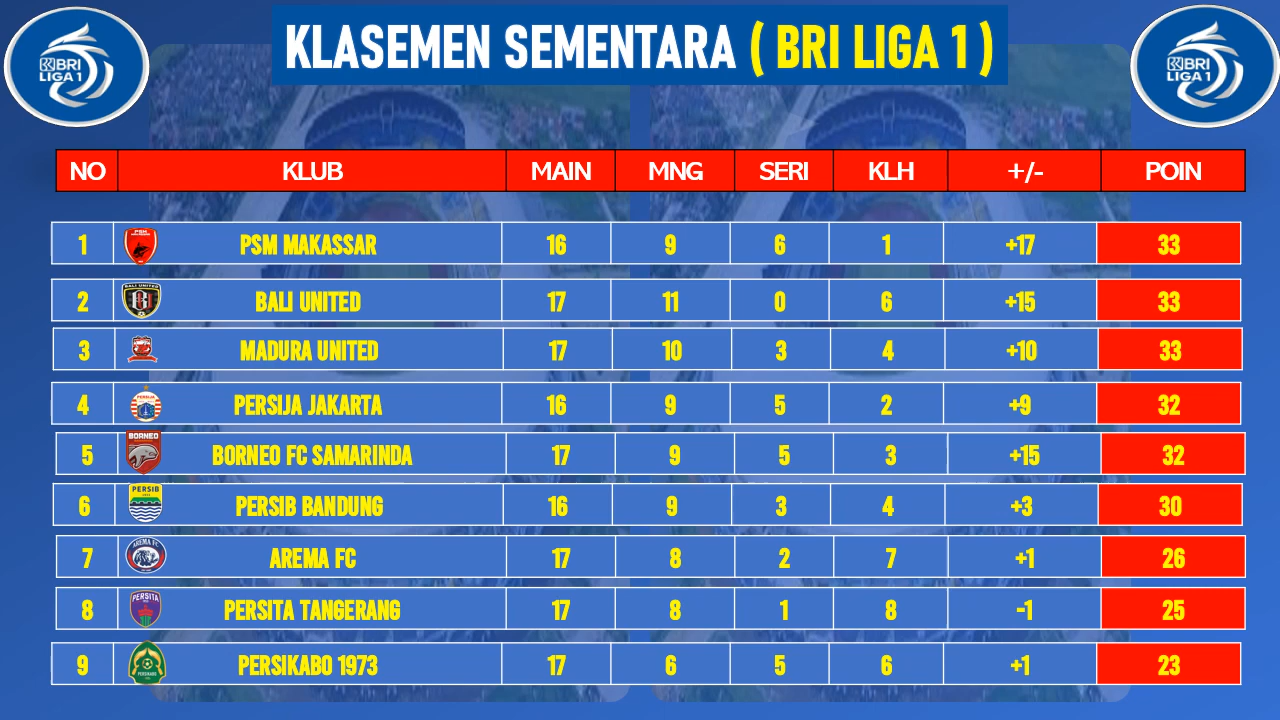 KLASEMEN SEMENTARA ( BRI LIGA 1 )
BRI LIGA 1
BRI LIGA 1
NO KLUB MAIN MNG SERI KLH +/- POIN
1 PSM MAKASSAR 16 9 6 1 +17 33
2 BALI UNITED 17 11 0 6 +15 33
3 MADURA UNITED 17 10 3 4 +10 33
4 PERSIJA JAKARTA 16 9 5 2 +9 32
5 BORNEO FC SAMARINDA 17 9 5 3 +15 32
6 PERSIB BANDUNG 16 9 3 4 +3 30
7 AREMA FC 17 8 2 7 +1 26
8 PERSITA TANGERANG 17 8 1 8 -1 25
9 PERSIKABO 1973 17 6 5 6 +1 23